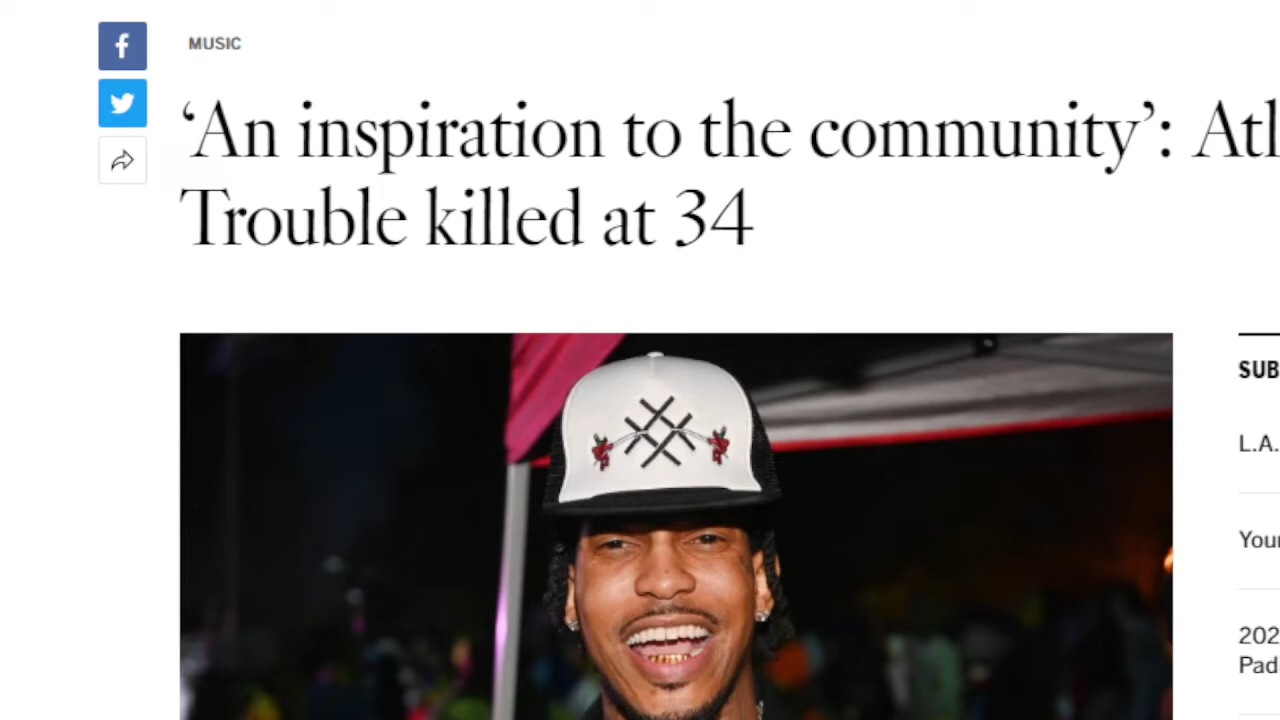 MUSIC
‘An inspiration to the community’: Atl
Trouble killed at 34
SUB
L.A.
Your
202
Pad